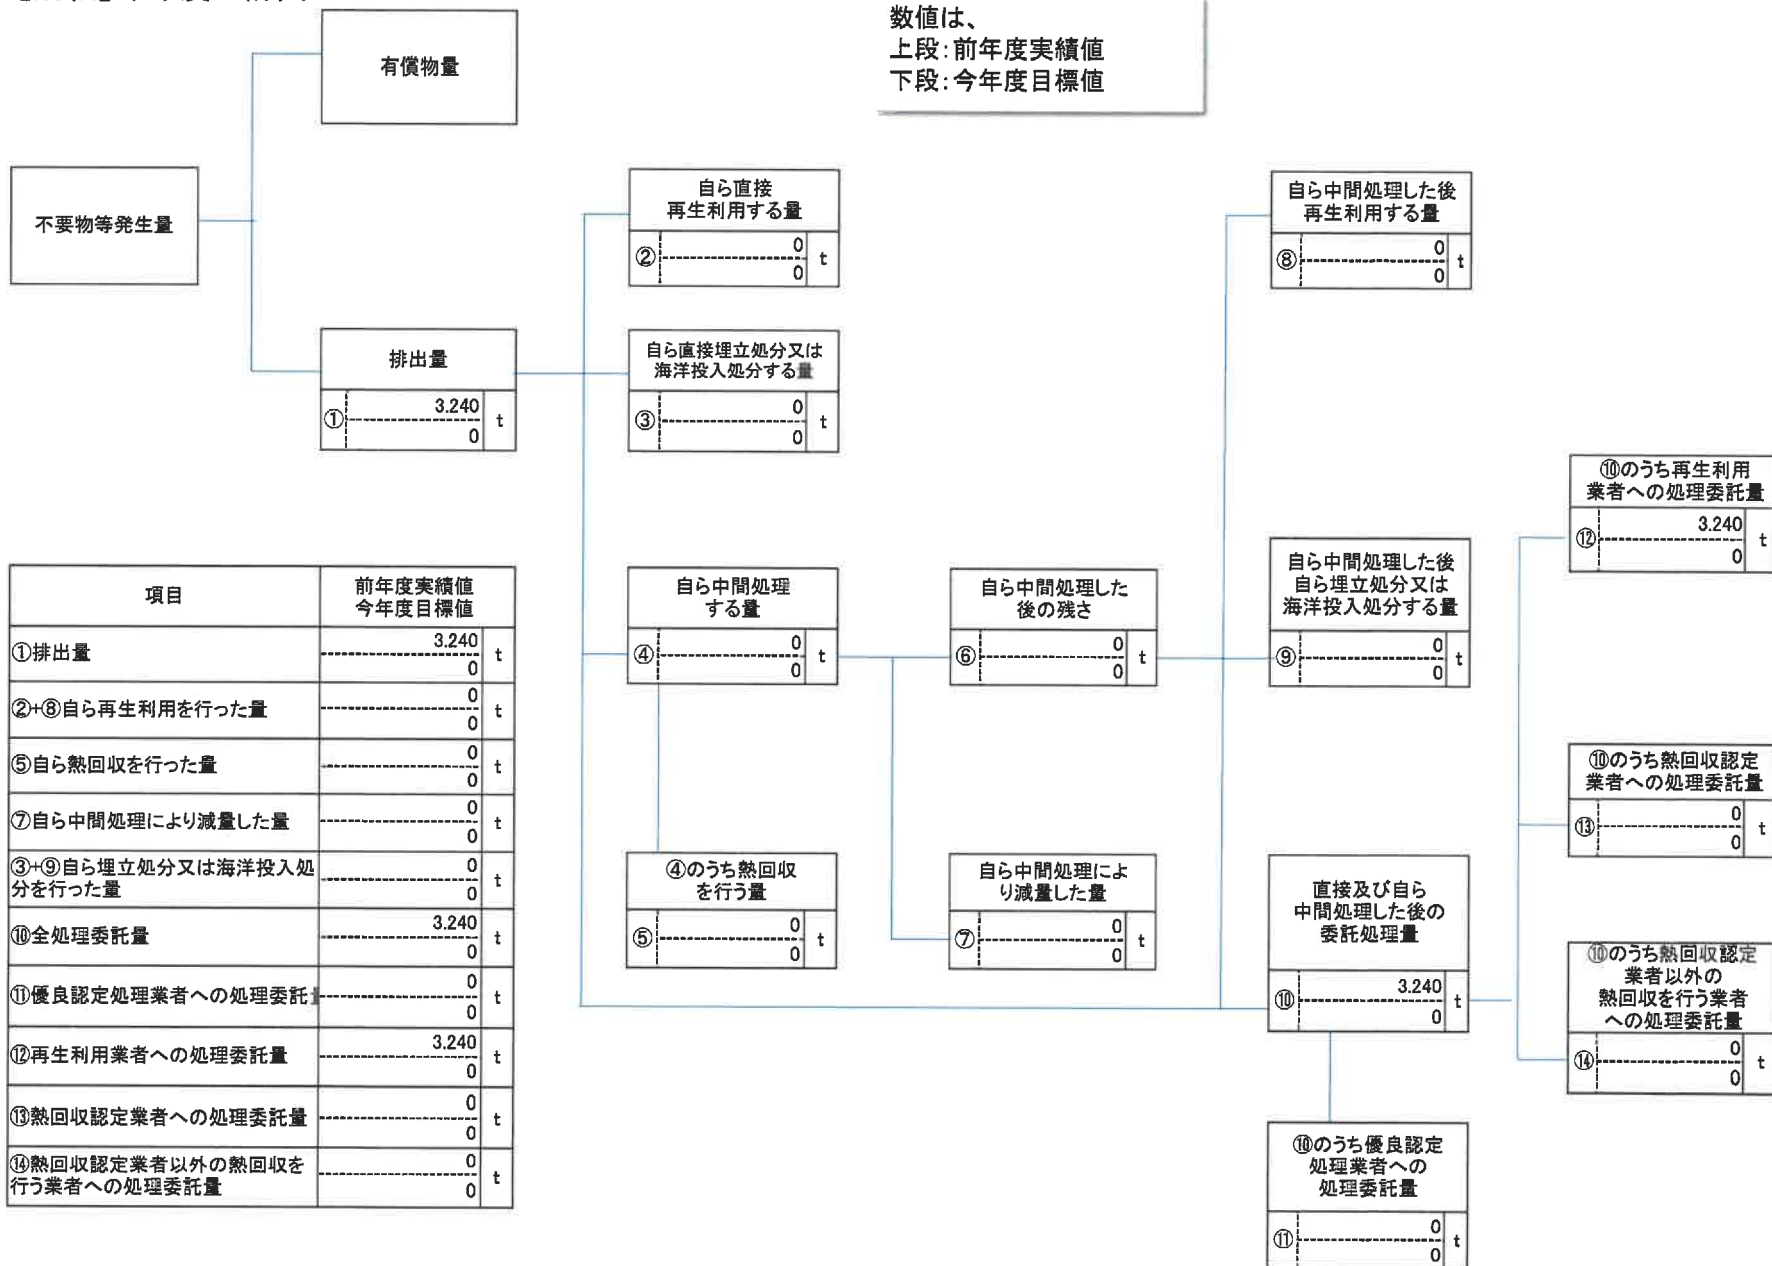 数値は、
上段:前年度実績値
下段:今年度目標値
有償物量
不要物等発生量
排出量
①
3.240
0
t
自ら直接
再生利用する量
②
0
0
t
自ら直接埋立処分又は
海洋投入処分する量
③
0
0
t
自ら中間処理
する量
④
0
0
t
④のうち熱回収
を行う量
⑤
0
0
t
自ら中間処理した
後の残さ
⑥
0
0
t
自ら中間処理によ
り減量した量
⑦
0
0
t
自ら中間処理した後
再生利用する量
⑧
0
0
t
自ら中間処理した後
自ら埋立処分又は
海洋投入処分する量
⑨
0
0
t
直接及び自ら
中間処理した後の
委託処理量
⑩
3.240
0
t
⑩のうち優良認定
処理業者への
処理委託量
⑪
0
0
t
⑩のうち再生利用
業者への処理委託量
⑫
3.240
0
t
⑩のうち熱回収認定
業者への処理委託量
⑬
0
0
t
⑩のうち熱回収認定
業者以外の
熱回収を行う業者
への処理委託量
⑭
0
0
t
項目
前年度実績値
今年度目標値
①排出量
3.240
0
t
②+⑧自ら再生利用を行った量
0
0
t
⑤自ら熱回収を行った量
0
0
t
⑦自ら中間処理により減量した量
0
0
t
③+⑨自ら埋立処分又は海洋投入処
分を行った量
0
0
t
⑩全処理委託量
3.240
0
t
⑪優良認定処理業者への処理委託
0
0
t
⑫再生利用業者への処理委託量
3.240
0
t
⑬熱回収認定業者への処理委託量
0
0
t
⑭熱回収認定業者以外の熱回収を
行う業者への処理委託量
0
0
t